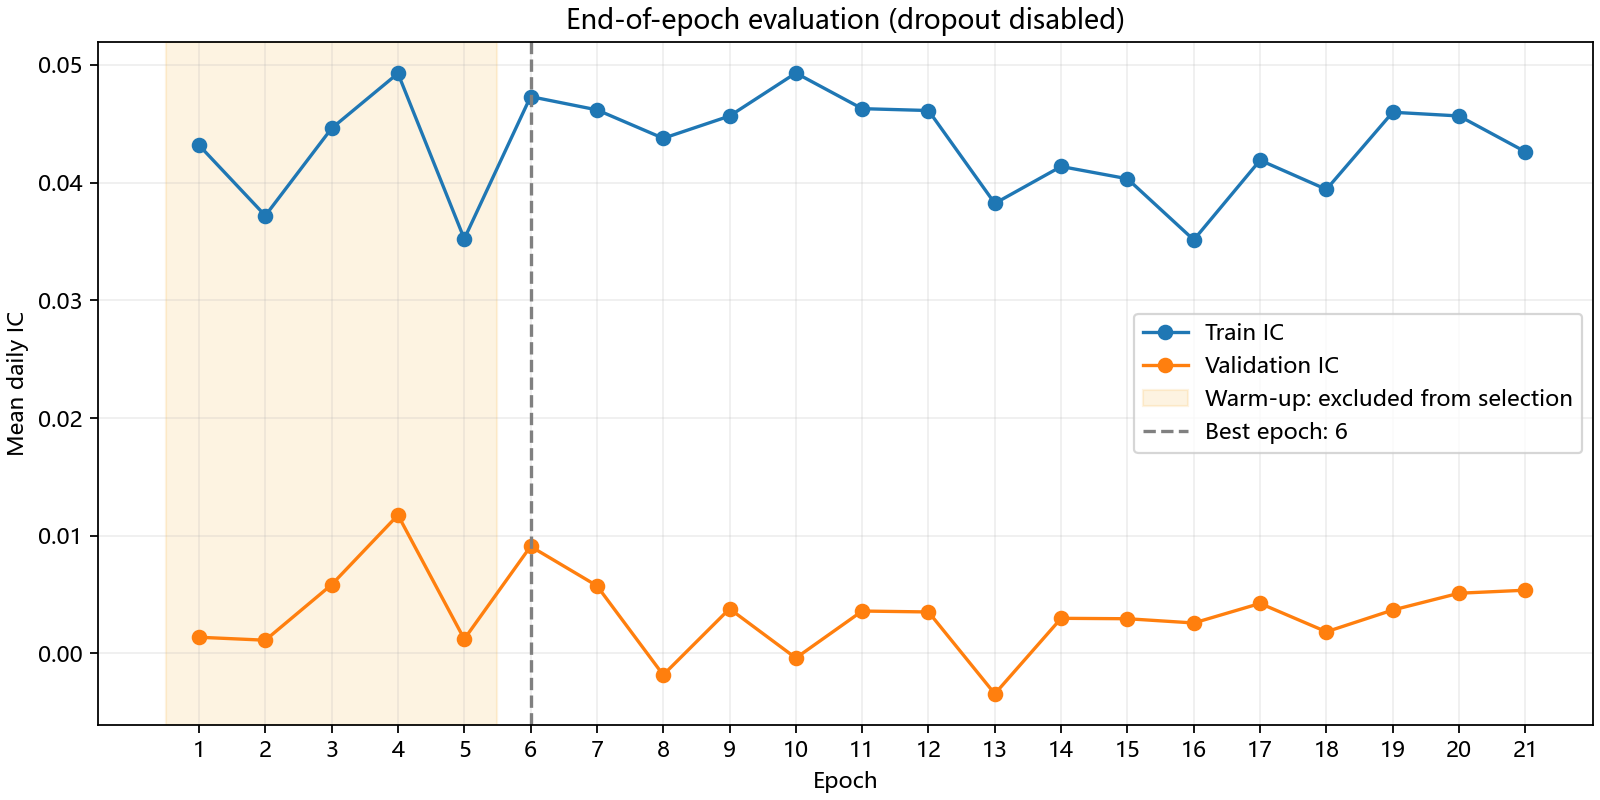 End-of-epoch evaluation (dropout disabled)
Mean daily IC
0.05
0.04
0.03
0.02
0.01
0.00
Train IC
Validation IC
Warm-up: excluded from selection
Best epoch: 6
1 2 3 4 5 6 7 8 9 10 11 12 13 14 15 16 17 18 19 20 21
Epoch